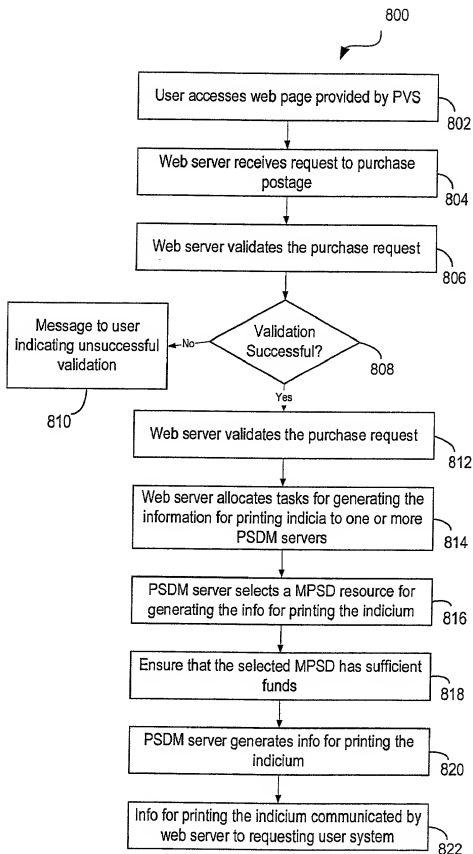 800
User accesses web page provided by PVS
802
Web server receives request to purchase
postage
804
Web server validates the purchase request
806
Validation
Successful?
808
No
Message to user
indicating unsuccessful
validation
810
Yes
Web server validates the purchase request
812
Web server allocates tasks for generating the
information for printing indicia to one or more
PSDM servers
814
PSDM server selects a MPSD resource for
generating the info for printing the indicium
816
Ensure that the selected MPSD has sufficient
funds
818
PSDM server generates info for printing the
indicium
820
Info for printing the indicium communicated by
web server to requesting user system
822